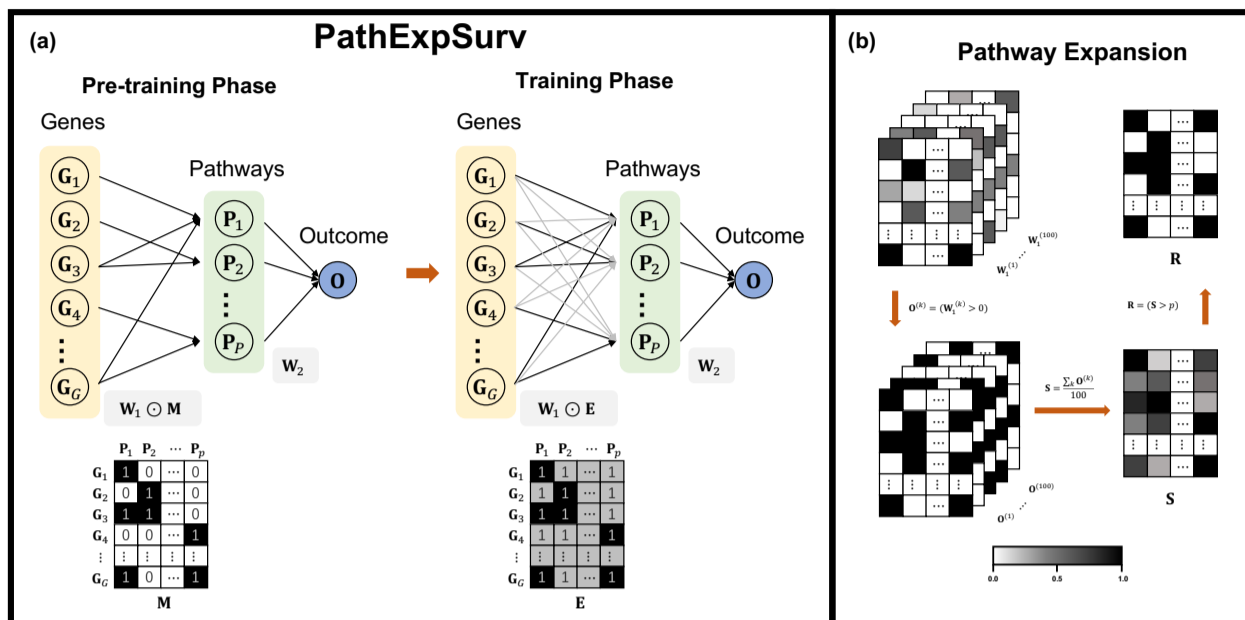 (a)
PathExpSurv
Pre-training Phase
Training Phase
Genes
Pathways
Outcome
G1
G2
G3
G4
⋮
GG
P1
P2
⋮
PP
O
W2
W1 ⊙ M
P1 P2 ⋯ Pp
G1 1 0 ⋯ 0
G2 0 1 ⋯ 0
G3 1 1 ⋯ 0
G4 0 0 ⋯ 1
⋮ ⋮ ⋮ ⋮ ⋮
GG 1 0 ⋯ 1
M
Genes
Pathways
Outcome
G1
G2
G3
G4
⋮
GG
P1
P2
⋮
PP
O
W2
W1 ⊙ E
P1 P2 ⋯ Pp
G1 1 1 ⋯ 1
G2 1 1 ⋯ 1
G3 1 1 ⋯ 1
G4 1 1 ⋯ 1
⋮ ⋮ ⋮ ⋮ ⋮
GG 1 1 ⋯ 1
E
(b)
Pathway Expansion
W1(1) ⋯ W1(100)
O(k) = (W1(k) > 0)
O(1) ⋯ O(100)
S = ∑k O(k) / 100
S
R = (S > p)
R
0.0 0.5 1.0